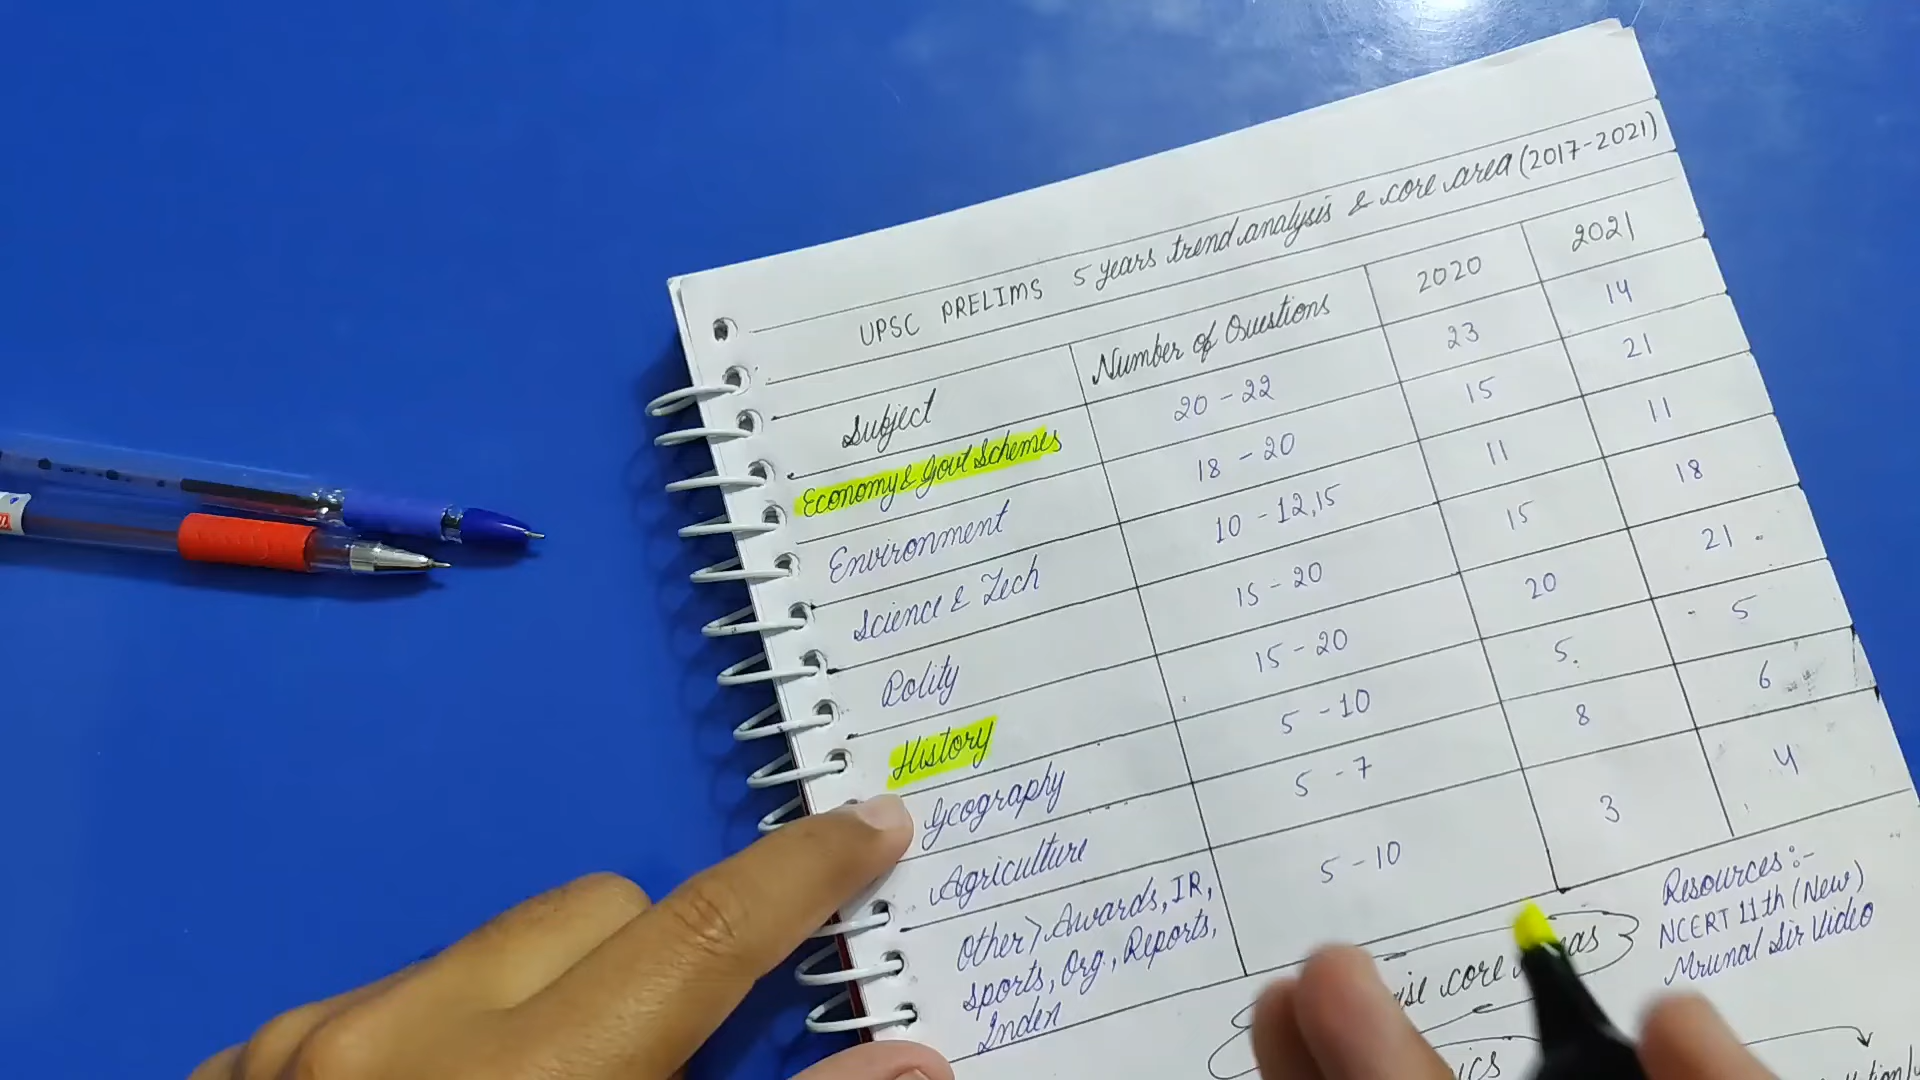 UPSC PRELIMS 5 years trend analysis & core area (2017-2021)
Subject Number of Questions 2020 2021
Economy & Govt Schemes 20 - 22 23 14
Environment 18 - 20 15 21
Science & Tech 10 - 12,15 11 11
Polity 15 - 20 15 18
History 15 - 20 20 21
Geography 5 - 10 5 5
Agriculture 5 - 7 8 6
Other > Awards, IR, 5 - 10 3 4
Sports, Org., Reports,
Inden
core
Resources :-
NCERT 11th (New)
Mrunal Sir Video